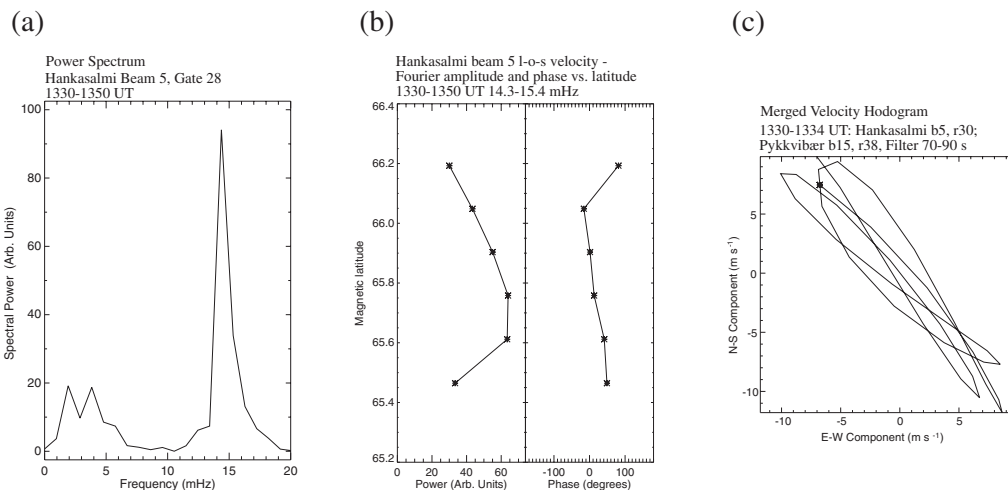 (a)
Power Spectrum
Hankasalmi Beam 5, Gate 28
1330-1350 UT
100
80
60
40
20
0
Spectral Power (Arb. Units)
0 5 10 15 20
Frequency (mHz)
(b)
Hankasalmi beam 5 l-o-s velocity -
Fourier amplitude and phase vs. latitude
1330-1350 UT 14.3-15.4 mHz
66.4
66.2
66.0
65.8
65.6
65.4
65.2
Magnetic latitude
0 20 40 60 -100 0 100
Power (Arb. Units) Phase (degrees)
(c)
Merged Velocity Hodogram
1330-1334 UT: Hankasalmi b5, r30;
Pykkvibær b15, r38, Filter 70-90 s
5
0
-5
-10
N-S Component (m s⁻¹)
-10 -5 0 5
E-W Component (m s⁻¹)